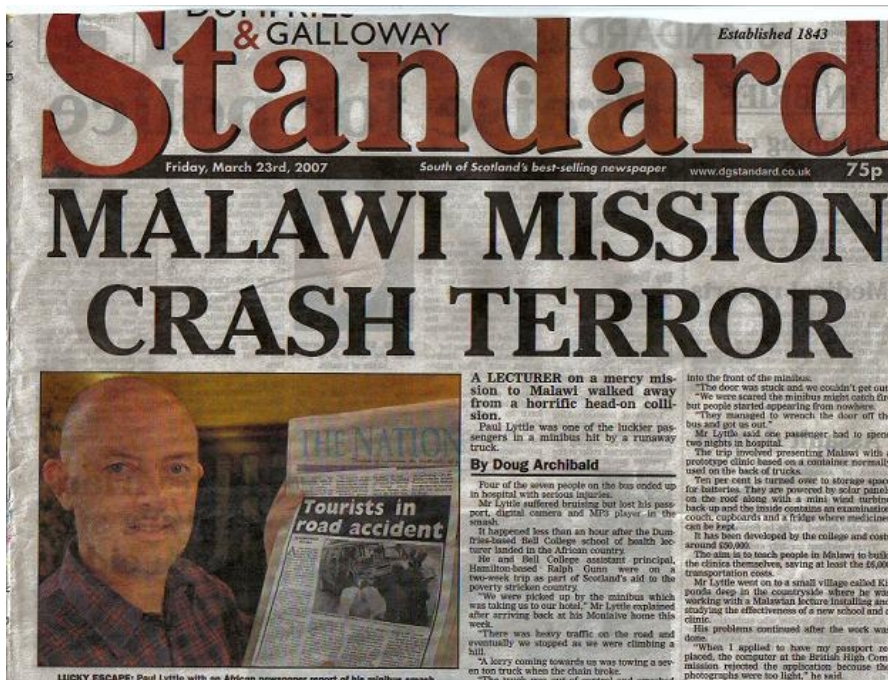 DUMFRIES
& GALLOWAY
Standard
Established 1843
Friday, March 23rd, 2007
South of Scotland's best-selling newspaper
www.dgstandard.co.uk
75p
MALAWI MISSION
CRASH TERROR
THE NATION
Tourists in
road accident
LUCKY ESCAPE: Paul Lyttle with an African newspaper report of his minibus smash
A LECTURER on a mercy mis-
sion to Malawi walked away
from a horrific head-on colli-
sion.
Paul Lyttle was one of the luckier pas-
sengers in a minibus hit by a runaway
truck.
By Doug Archibald
Four of the seven people on the bus ended up
in hospital with serious injuries.
Mr Lyttle suffered bruising but lost his pass-
port, digital camera and MP3 player in the
smash.
It happened less than an hour after the Dum-
fries-based Bell College school of health lec-
turer landed in the African country.
He and Bell College assistant principal,
Hamilton-based Ralph Gunn were on a
two-week trip as part of Scotland's aid to the
poverty stricken country.
"We were picked up by the minibus which
was taking us to our hotel," Mr Lyttle explained
after arriving back at his Moniaive home this
week.
"There was heavy traffic on the road and
eventually we stopped as we were climbing a
hill.
"A lorry coming towards us was towing a sev-
en ton truck when the chain broke.
into the front of the minibus.
"The door was stuck and we couldn't get out
"We were scared the minibus might catch fire
but people started appearing from nowhere.
"They managed to wrench the door off the
bus and got us out."
Mr Lyttle said one passenger had to spend
two nights in hospital.
The trip involved presenting Malawi with a
prototype clinic based on a container normally
used on the back of trucks.
Ten per cent is turned over to storage space
for batteries. They are powered by solar panels
on the roof along with a mini wind turbine
back up and the inside contains an examination
couch, cupboards and a fridge where medicines
can be kept.
It has been developed by the college and costs
around £50,000.
The aim is to teach people in Malawi to build
the clinics themselves, saving at least the £6,000
transportation costs.
Mr Lyttle went on to a small village called Ka
ponda deep in the countryside where he was
working with a Malawian lecture installing and
studying the effectiveness of a new school and a
clinic.
His problems continued after the work was
done.
"When I applied to have my passport re-
placed, the computer at the British High Com
mission rejected the application because the
photographs were too light," he said.